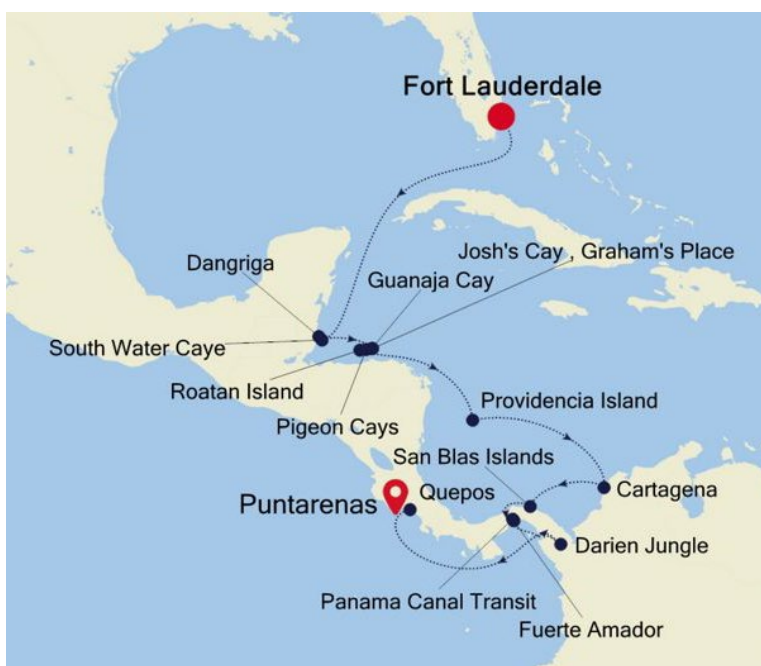 Fort Lauderdale
Josh's Cay , Graham's Place
Dangriga
Guanaja Cay
South Water Caye
Roatan Island
Pigeon Cays
Providencia Island
San Blas Islands
Puntarenas
Quepos
Cartagena
Darien Jungle
Panama Canal Transit
Fuerte Amador